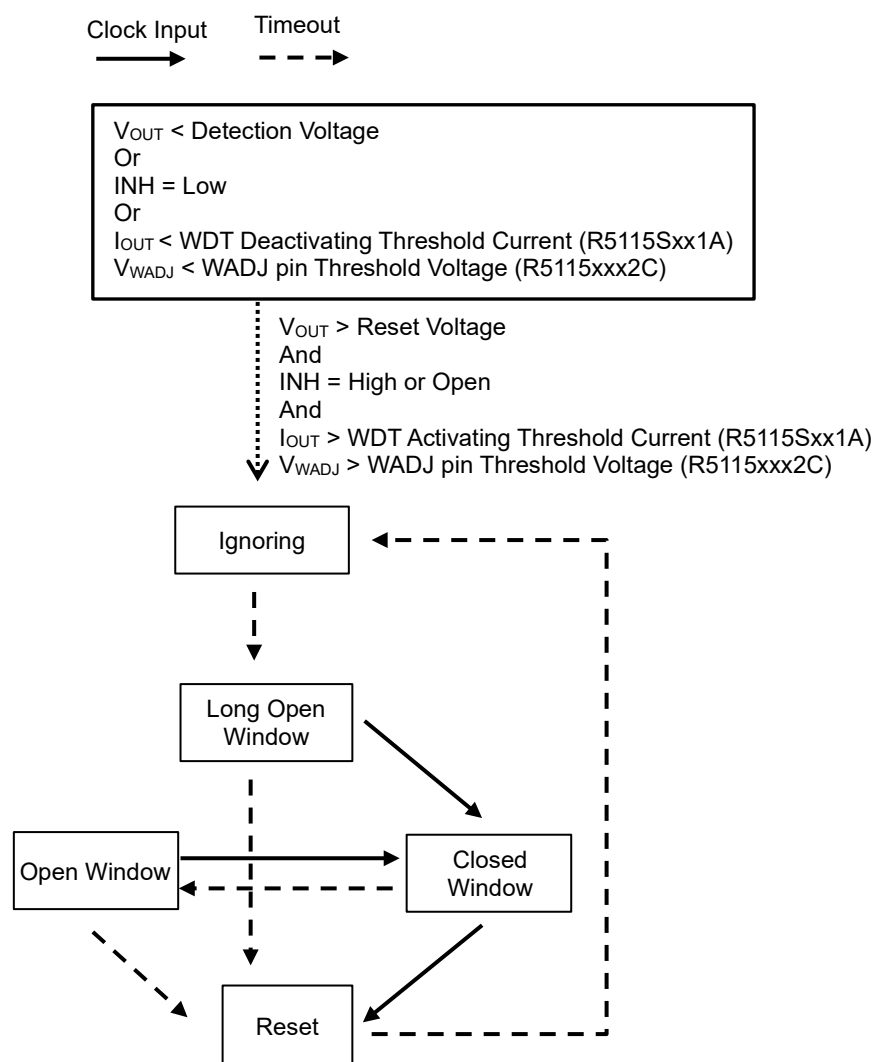 Clock Input
Timeout
VOUT < Detection Voltage
Or
INH = Low
Or
IOUT < WDT Deactivating Threshold Current (R5115Sxx1A)
VWADJ < WADJ pin Threshold Voltage (R5115xxx2C)
VOUT > Reset Voltage
And
INH = High or Open
And
IOUT > WDT Activating Threshold Current (R5115Sxx1A)
VWADJ > WADJ pin Threshold Voltage (R5115xxx2C)
Ignoring
Long Open
Window
Open Window
Closed
Window
Reset